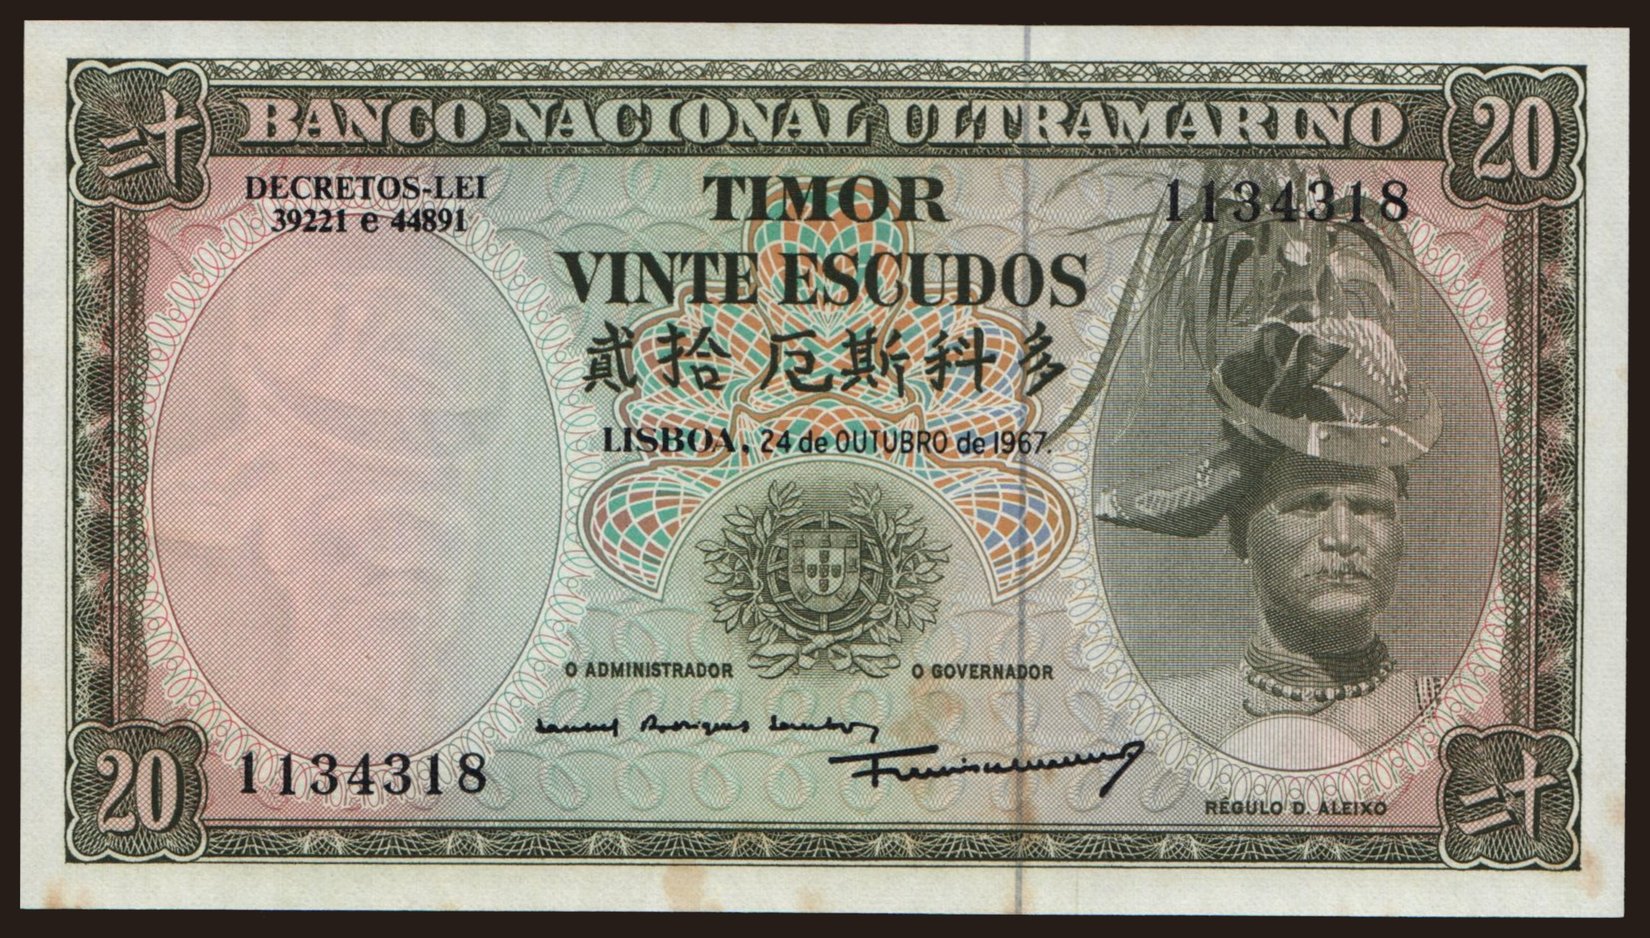 二十 BANCO NACIONAL ULTRAMARINO 20
DECRETOS-LEI
39221 e 44891
TIMOR
1134318
VINTE ESCUDOS
貳拾 厄斯科多
LISBOA, 24 de OUTUBRO de 1967.
O ADMINISTRADOR
O GOVERNADOR
20
1134318
RÉGULO D. ALEIXO
二十